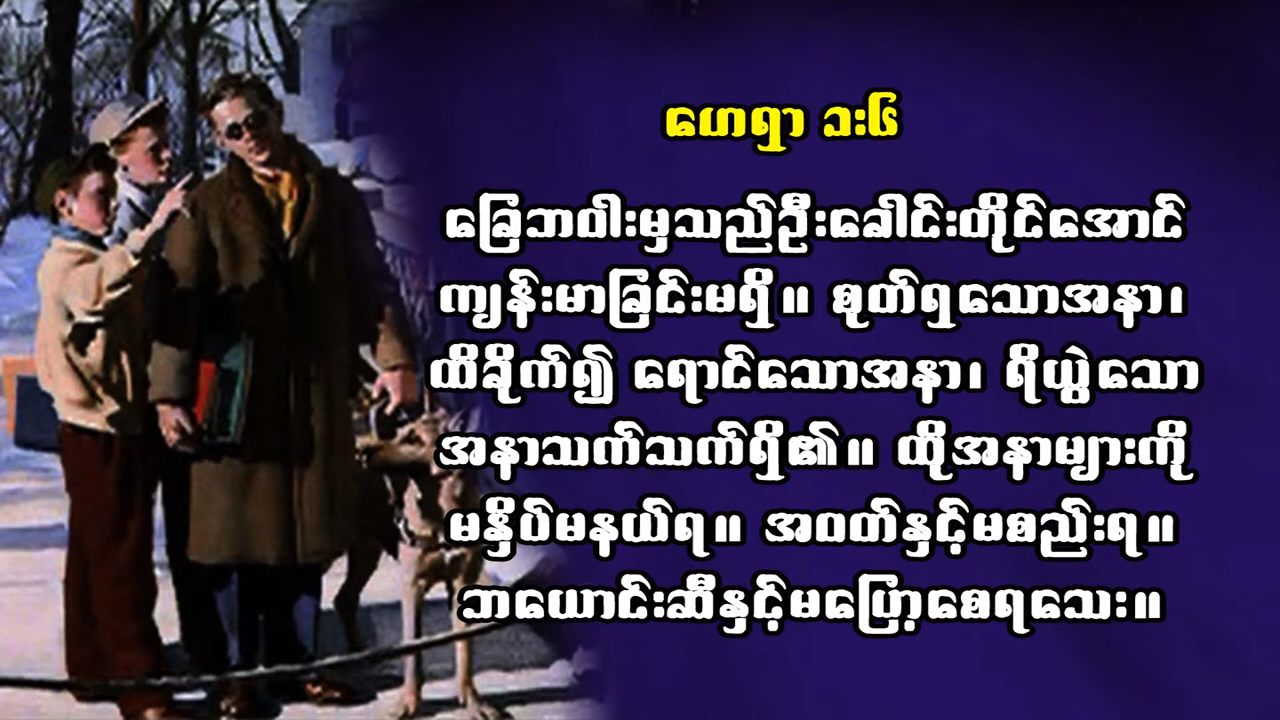 ဟေရှာ ၁း၆
ခြေဘဝါးမှသည်ဦးခေါင်းတိုင်အောင်
ကျန်းမာခြင်းမရှိ။ စုတ်ရှသောအနာ၊
ထိခိုက်၍ ရောင်သောအနာ၊ ရိယွဲသော
အနာသက်သက်ရှိ၏။ ထိုအနာများကို
မနှိပ်မနယ်ရ။ အဝတ်နှင့်မစည်းရ။
ဘယောင်းဆီနှင့်မပြော့စေရသေး။